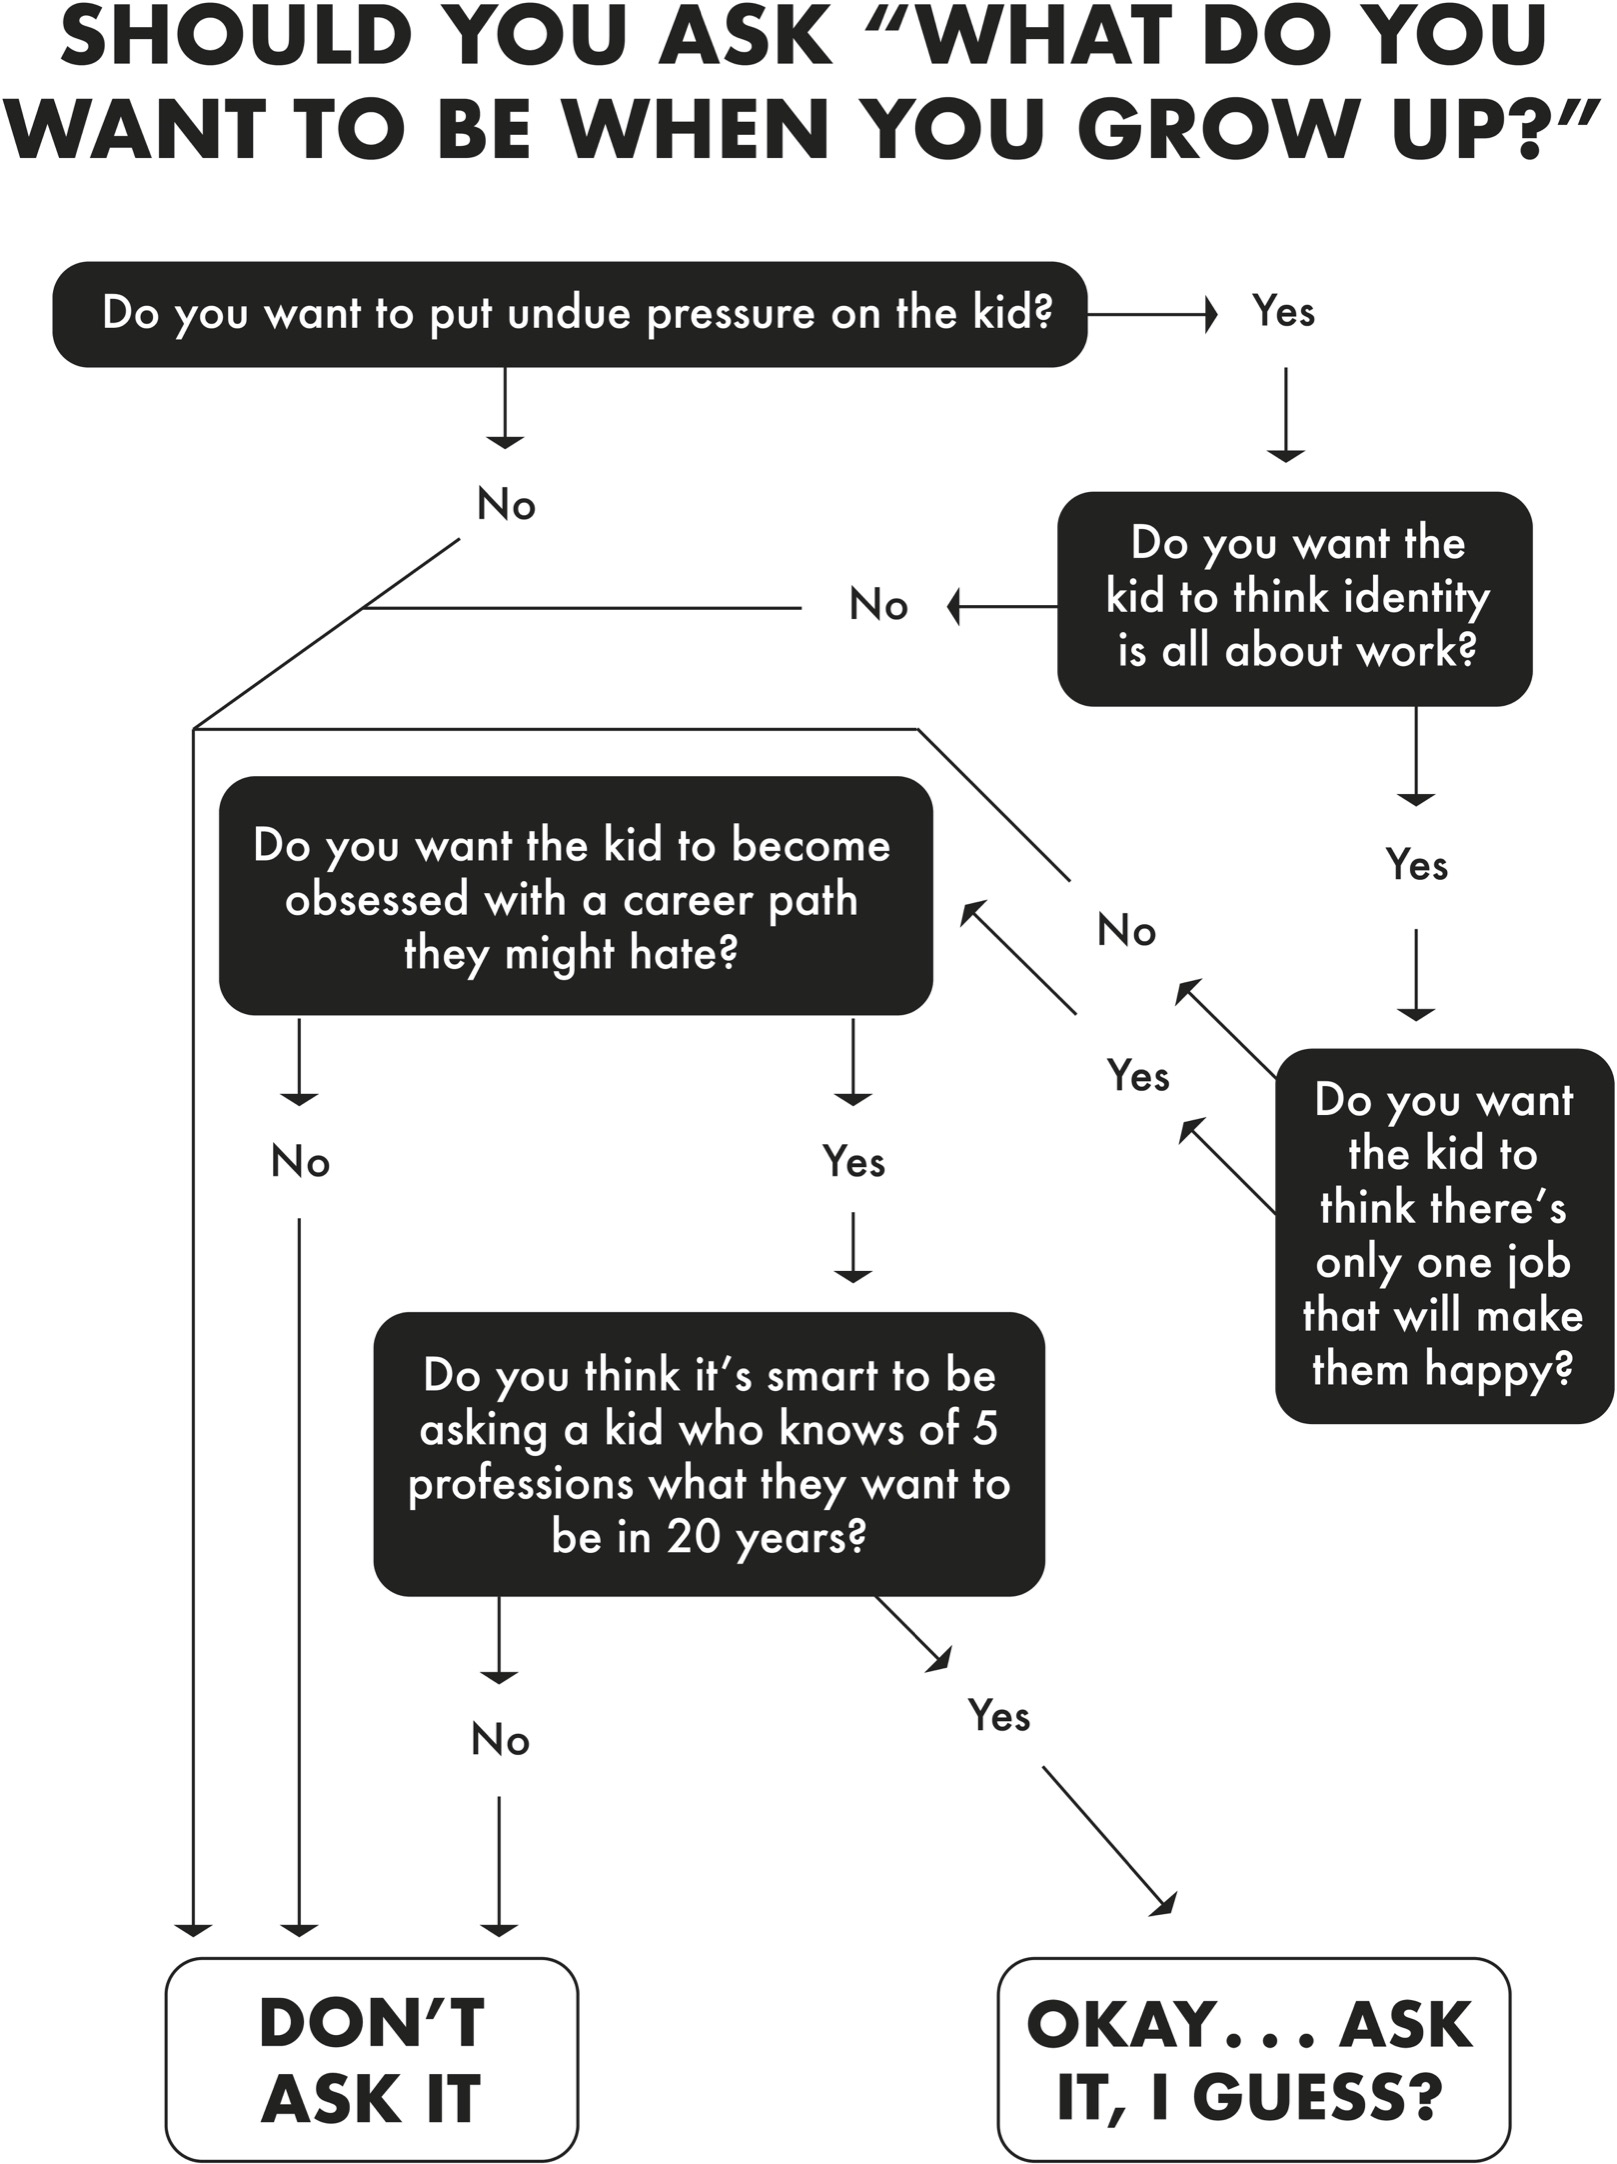 SHOULD YOU ASK “WHAT DO YOU
WANT TO BE WHEN YOU GROW UP?”
Do you want to put undue pressure on the kid?
Yes
No
Do you want the
kid to think identity
is all about work?
No
Yes
Do you want the kid to become
obsessed with a career path
they might hate?
No
Yes
Do you want
the kid to
think there’s
only one job
that will make
them happy?
No
Yes
Do you think it’s smart to be
asking a kid who knows of 5
professions what they want to
be in 20 years?
No
Yes
DON’T
ASK IT
OKAY... ASK
IT, I GUESS?